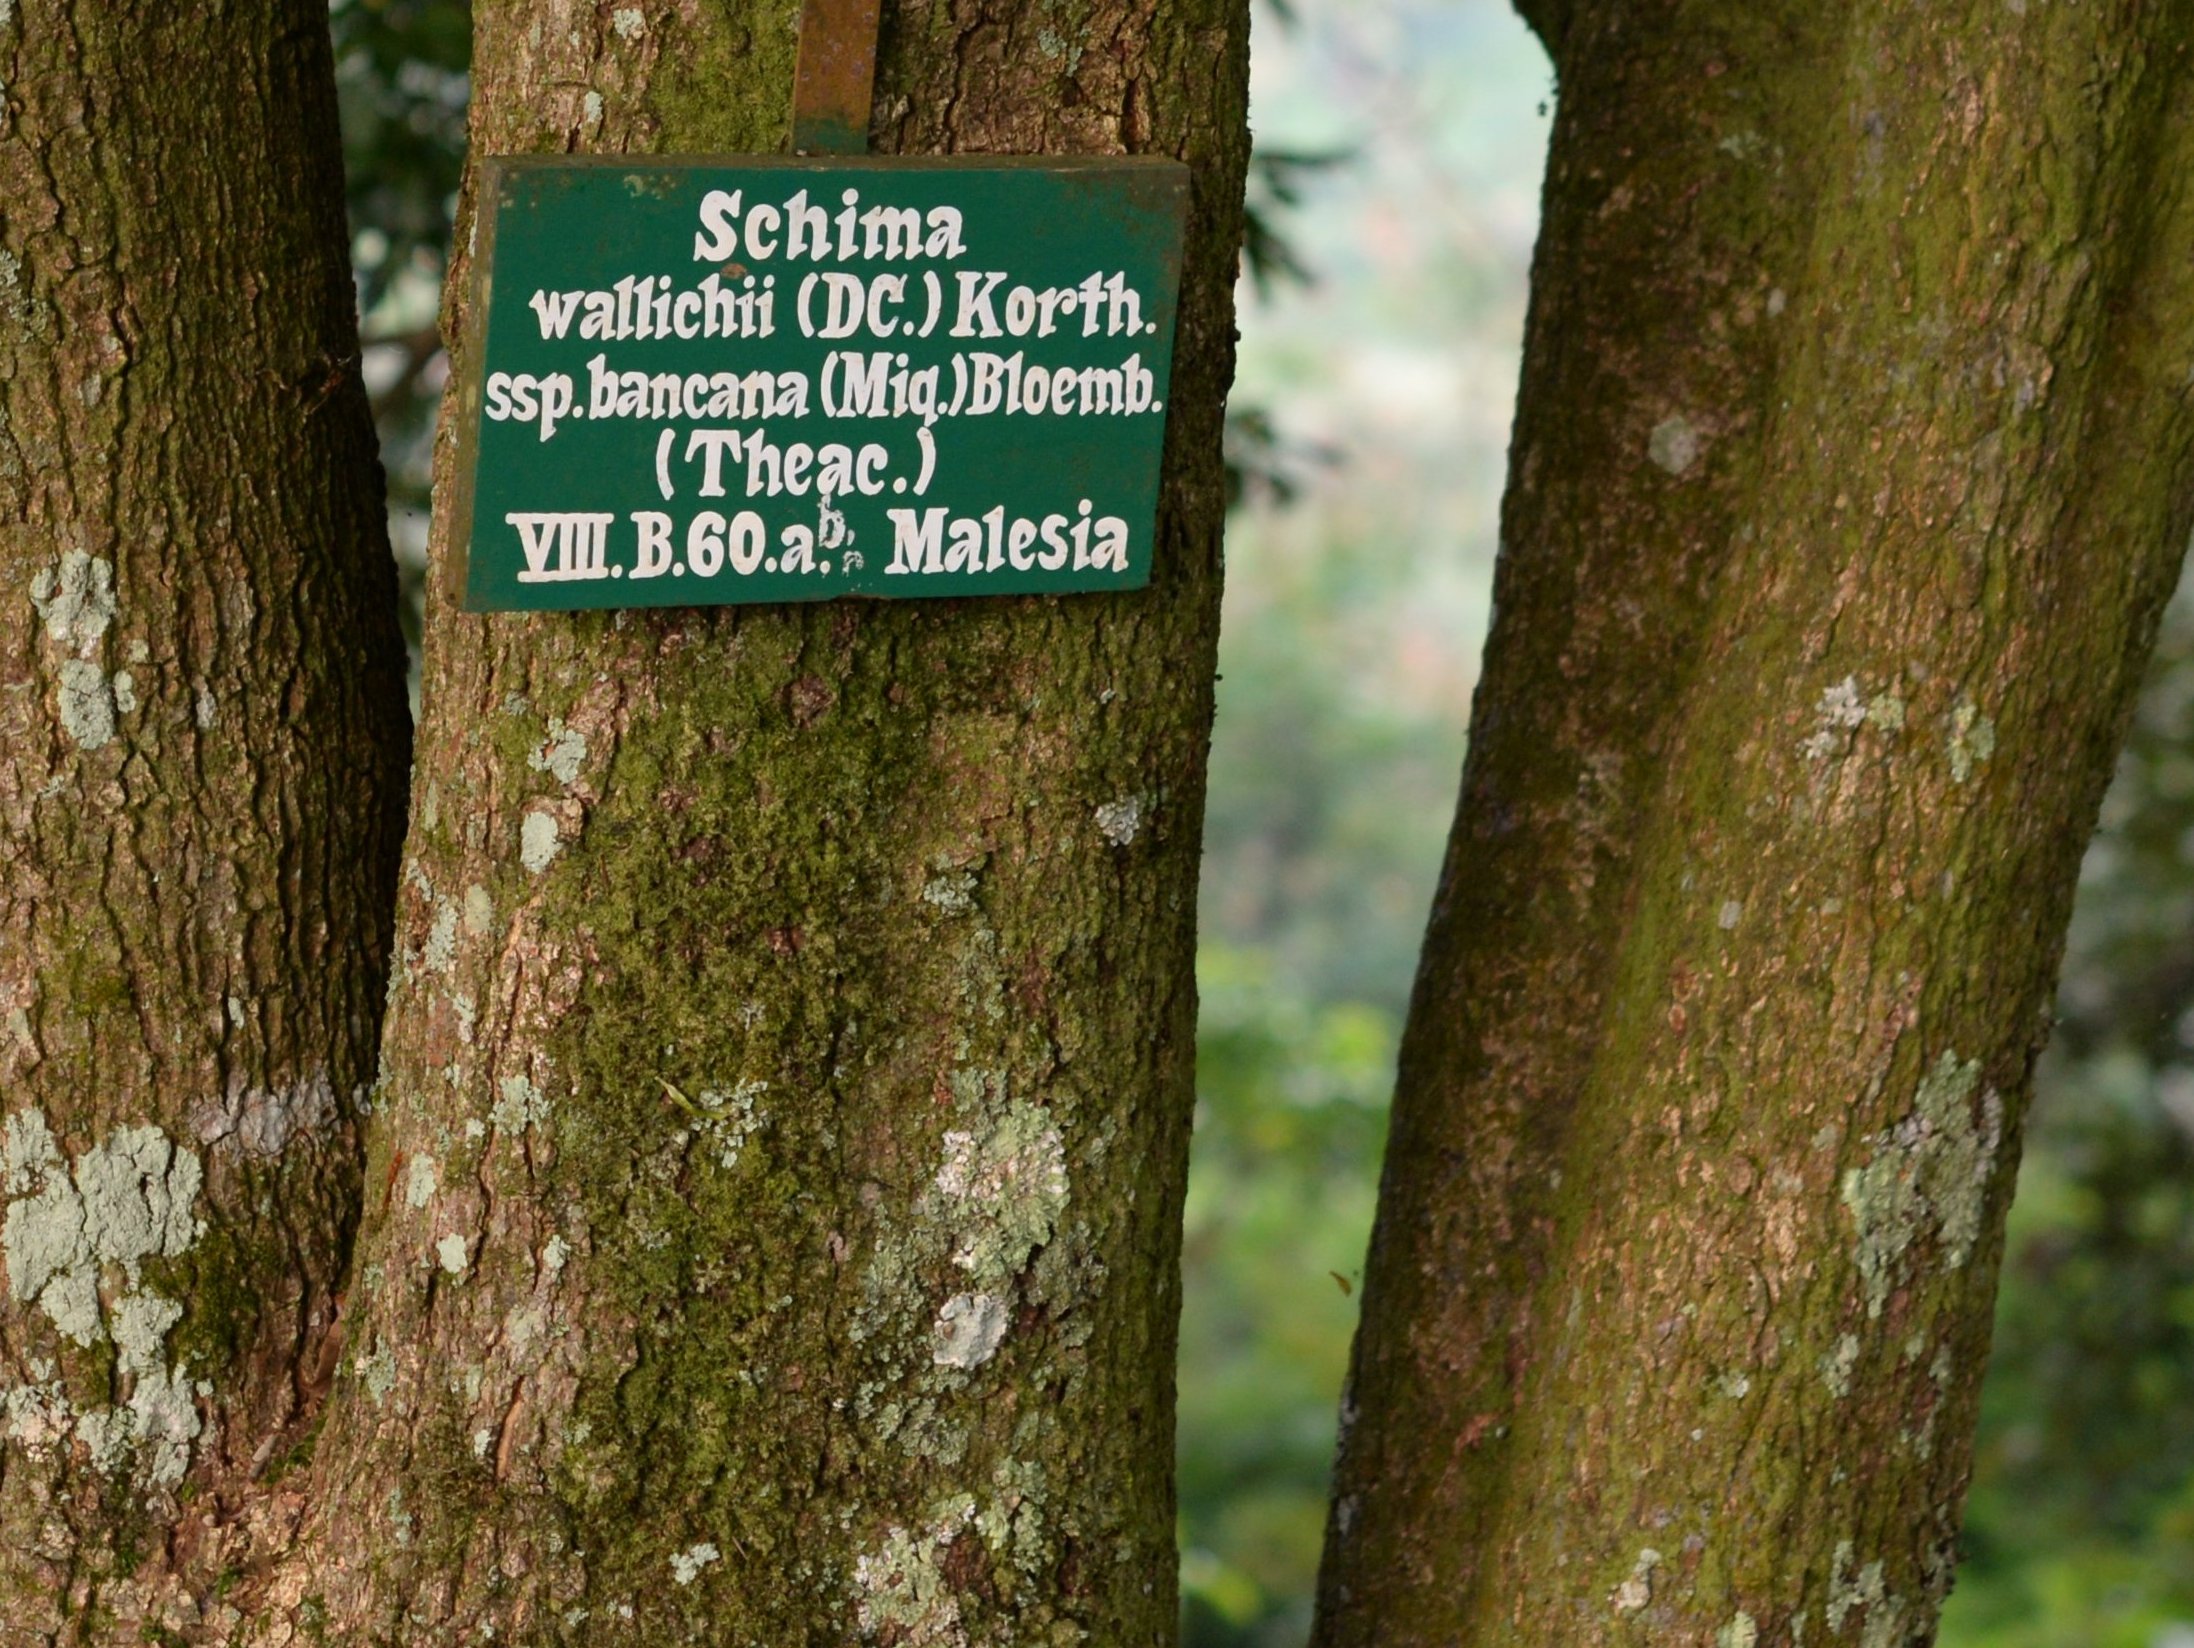 Schima
wallichii (DC.) Korth.
ssp. bancana (Miq.) Bloemb.
(Theac.)
VIII. B. 60. a. b. Malesia